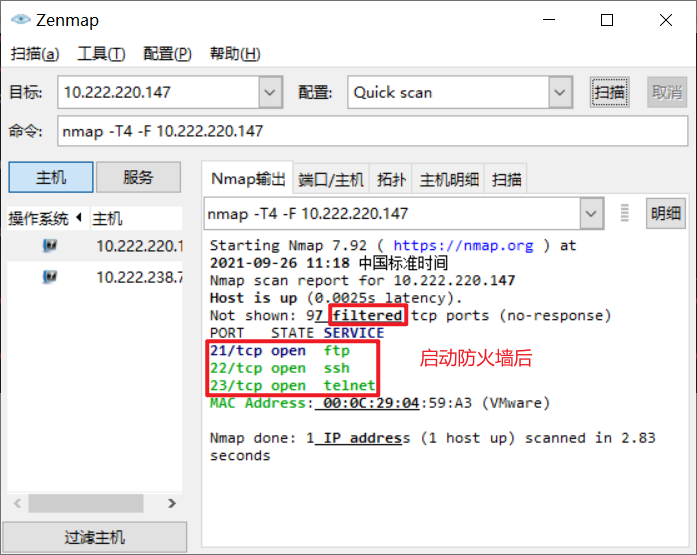 Zenmap
扫描(a) 工具(T) 配置(P) 帮助(H)
目标: 10.222.220.147 配置: Quick scan 扫描 取消
命令: nmap -T4 -F 10.222.220.147
主机 服务
操作系统 主机
10.222.220.1
10.222.238.7
过滤主机
Nmap输出 端口/主机 拓扑 主机明细 扫描
nmap -T4 -F 10.222.220.147 明细
Starting Nmap 7.92 ( https://nmap.org ) at
2021-09-26 11:18 中国标准时间
Nmap scan report for 10.222.220.147
Host is up (0.0025s latency).
Not shown: 97 filtered tcp ports (no-response)
PORT   STATE SERVICE
21/tcp open  ftp
22/tcp open  ssh
23/tcp open  telnet
启动防火墙后
MAC Address: 00:0C:29:04:59:A3 (VMware)
Nmap done: 1 IP address (1 host up) scanned in 2.83
seconds